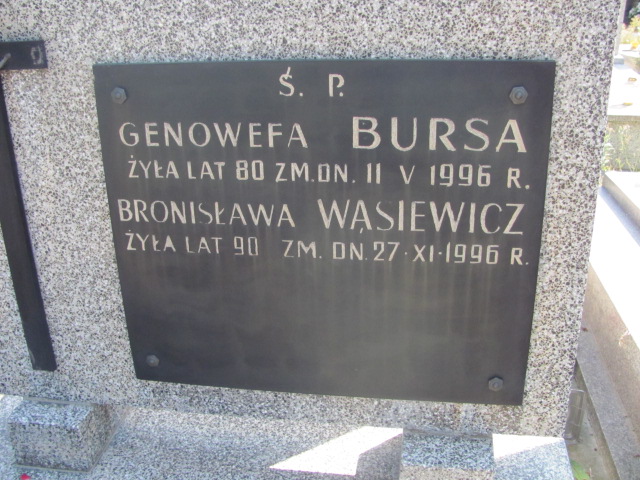 Ś. P.
GENOWEFA BURSA
ŻYŁA LAT 80 ZM. DN. 11 V 1996 R.
BRONISŁAWA WĄSIEWICZ
ŻYŁA LAT 90 ZM. DN. 27·XI·1996 R.